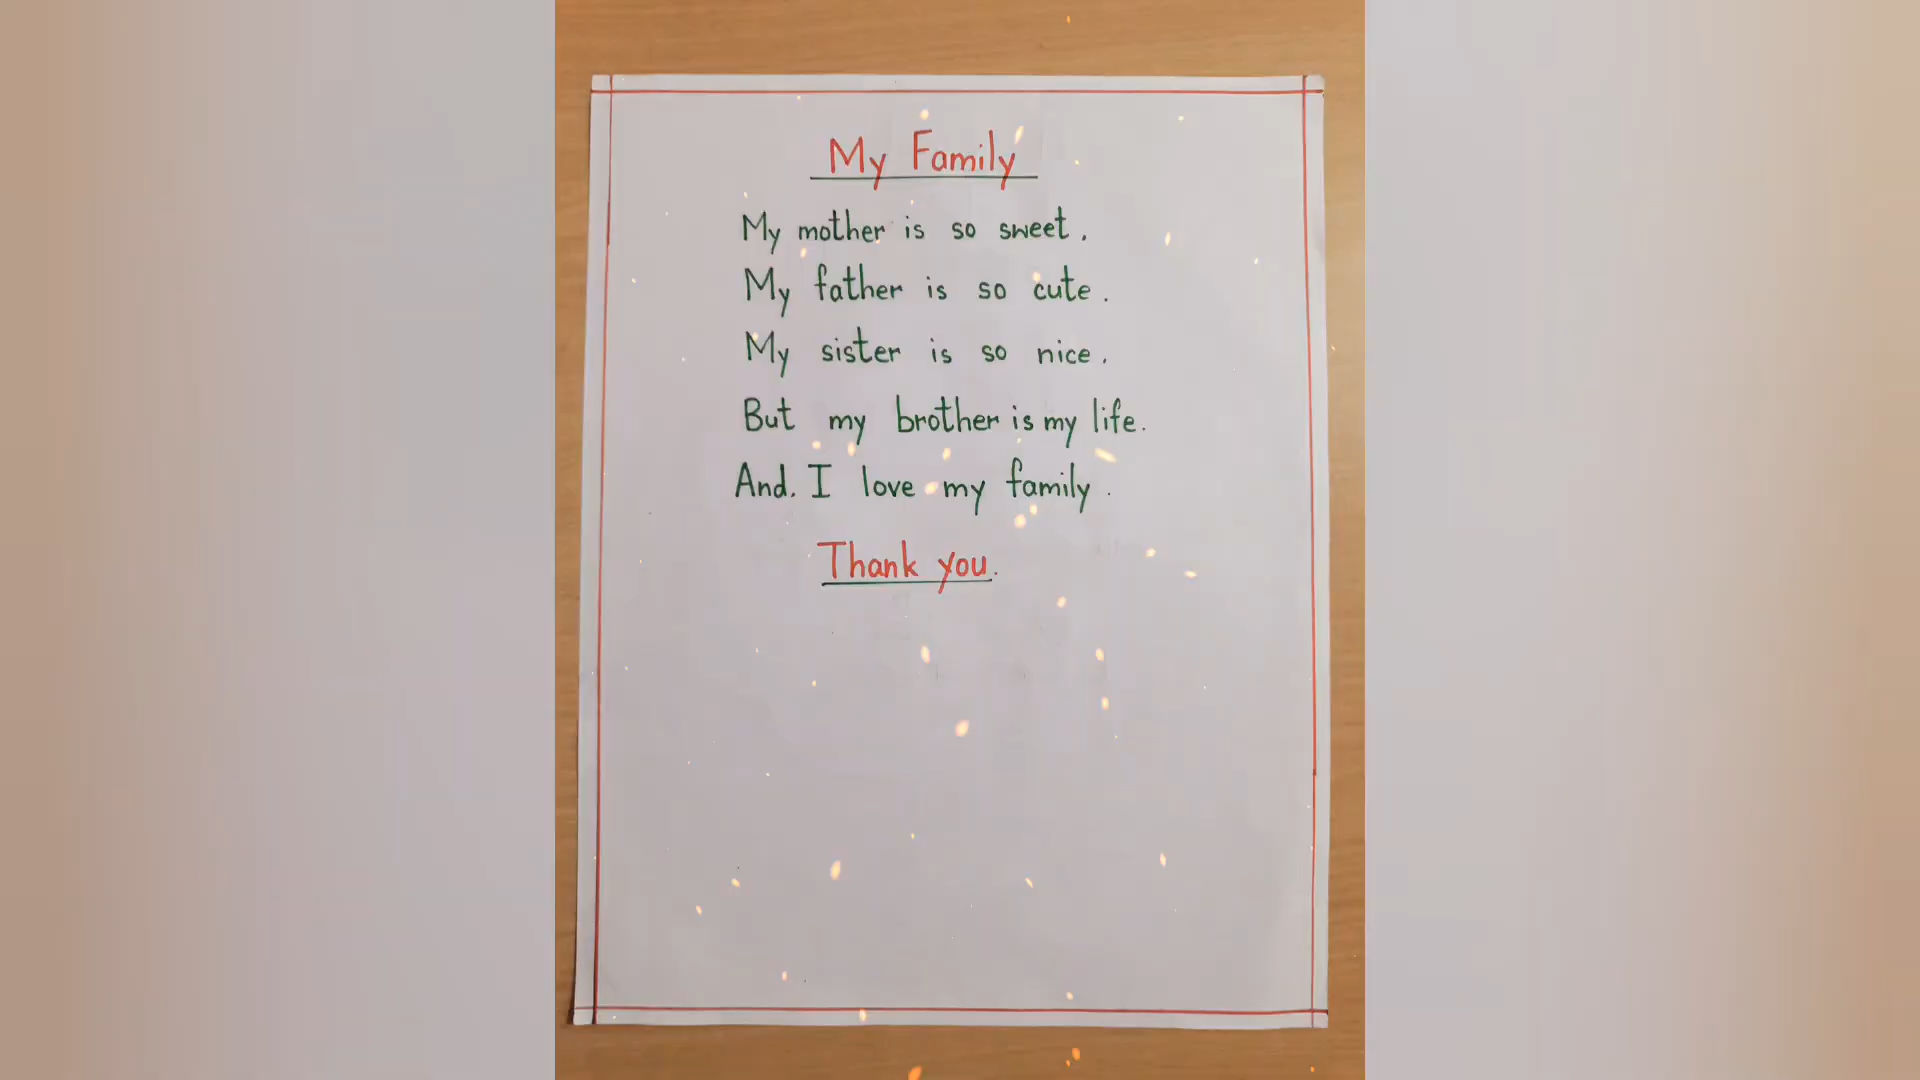 My Family
My mother is so sweet.
My father is so cute.
My sister is so nice.
But my brother is my life.
And. I love my family.
Thank you.